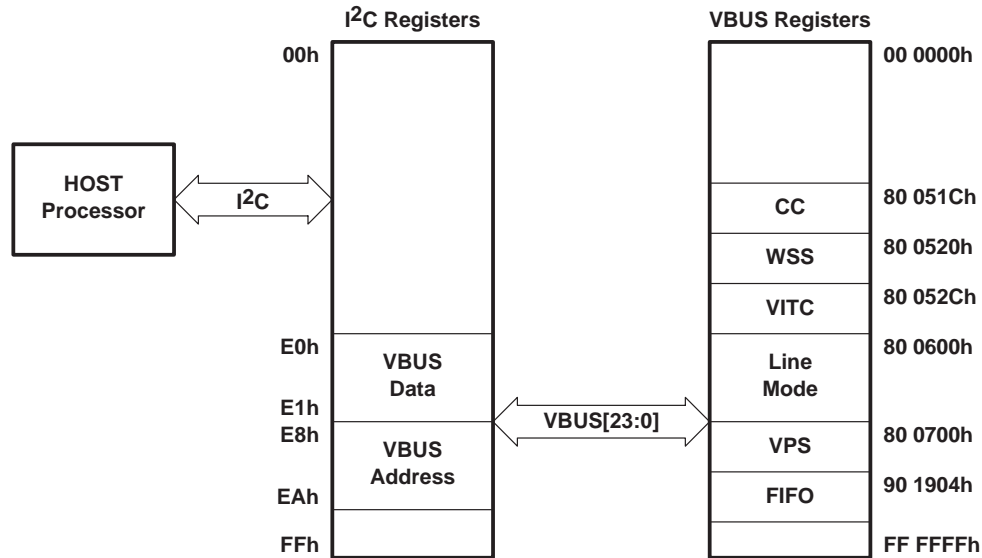 I2C Registers
VBUS Registers
00h
00 0000h
HOST
Processor
I2C
CC
80 051Ch
WSS
80 0520h
VITC
80 052Ch
E0h
VBUS
Data
Line
Mode
80 0600h
E1h
E8h
VBUS[23:0]
VBUS
Address
VPS
80 0700h
EAh
FIFO
90 1904h
FFh
FF FFFFh